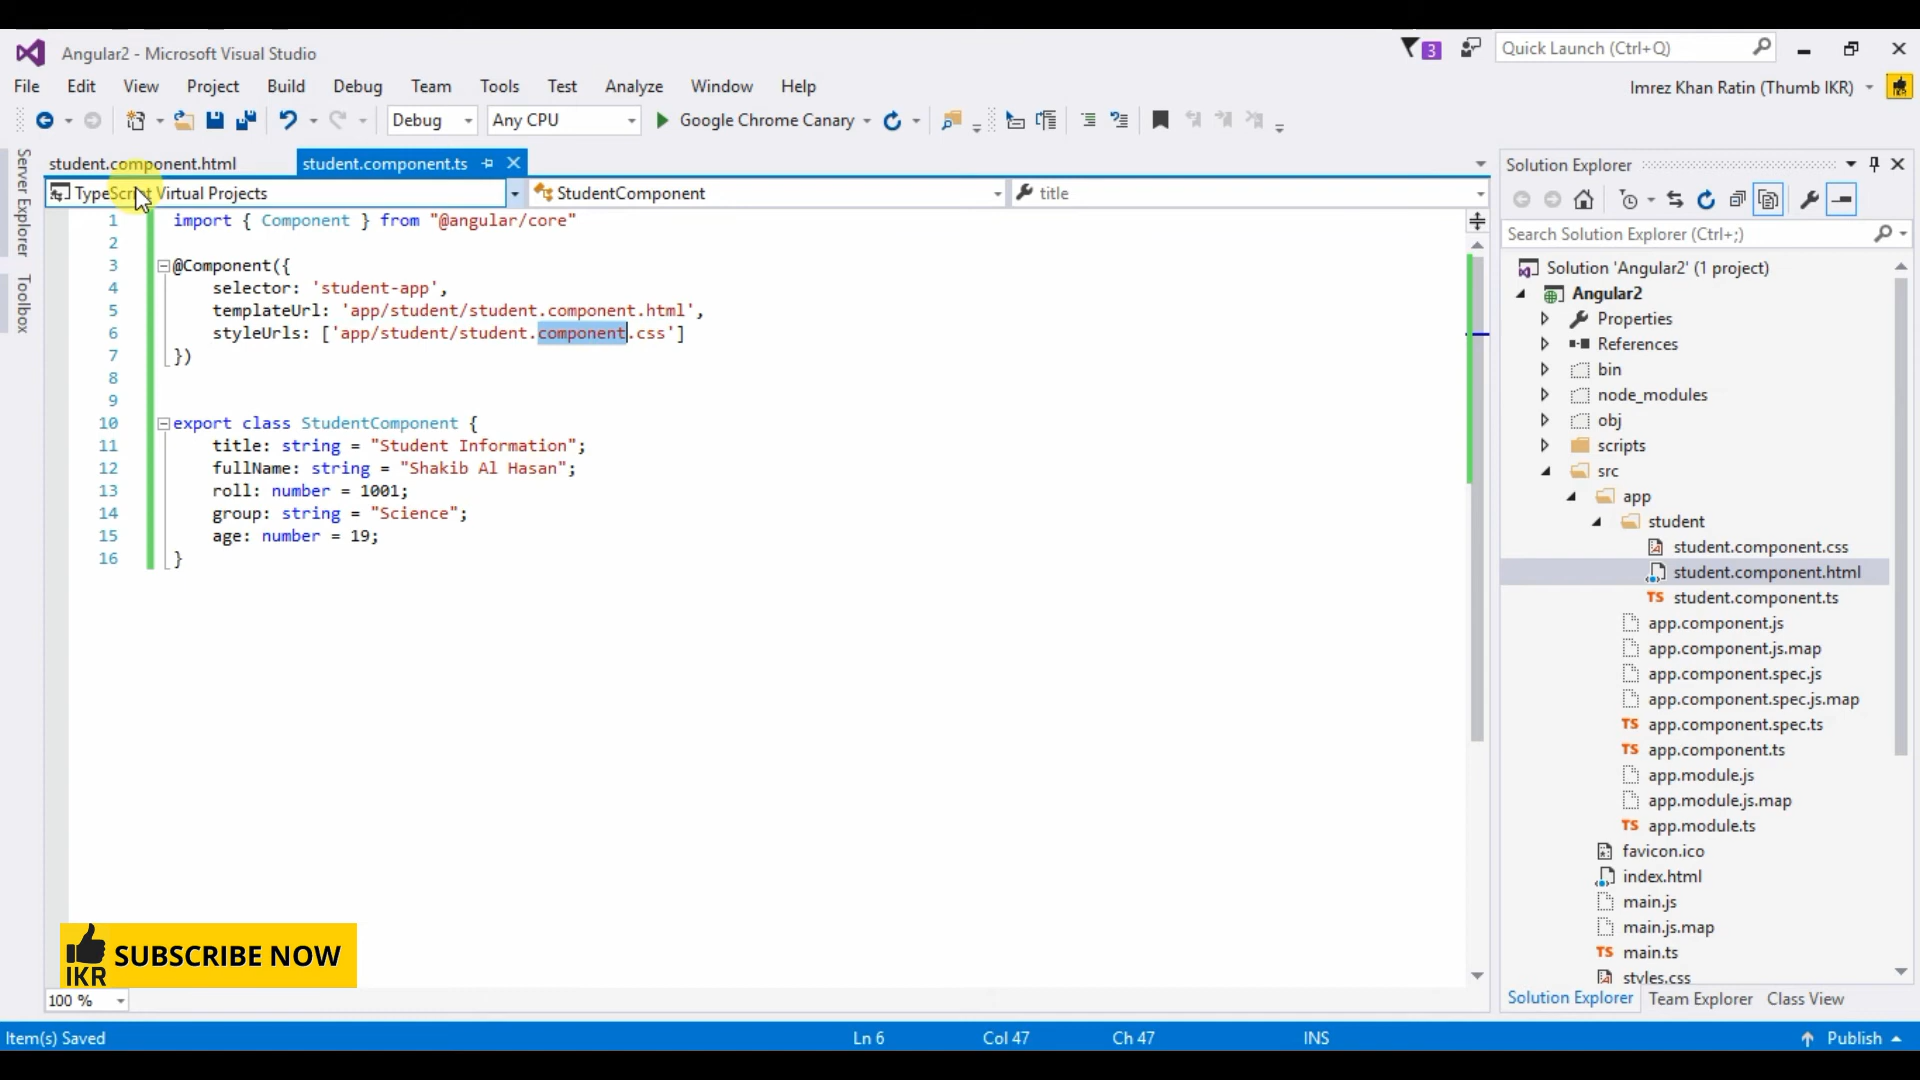 Angular2 - Microsoft Visual Studio
3
Quick Launch (Ctrl+Q)
File Edit View Project Build Debug Team Tools Test Analyze Window Help
Imrez Khan Ratin (Thumb IKR)
Debug Any CPU Google Chrome Canary
Server Explorer
Toolbox
student.component.html student.component.ts
TypeScript Virtual Projects StudentComponent title
1 import { Component } from "@angular/core"
2
3 @Component({
4 selector: 'student-app',
5 templateUrl: 'app/student/student.component.html',
6 styleUrls: ['app/student/student.component.css']
7 })
8
9
10 export class StudentComponent {
11 title: string = "Student Information";
12 fullName: string = "Shakib Al Hasan";
13 roll: number = 1001;
14 group: string = "Science";
15 age: number = 19;
16 }
Solution Explorer
Search Solution Explorer (Ctrl+;)
Solution 'Angular2' (1 project)
Angular2
Properties
References
bin
node_modules
obj
scripts
src
app
student
student.component.css
student.component.html
TS student.component.ts
app.component.js
app.component.js.map
app.component.spec.js
app.component.spec.js.map
TS app.component.spec.ts
TS app.component.ts
app.module.js
app.module.js.map
TS app.module.ts
favicon.ico
index.html
main.js
main.js.map
TS main.ts
styles.css
Solution Explorer Team Explorer Class View
IKR SUBSCRIBE NOW
100 %
Item(s) Saved Ln 6 Col 47 Ch 47 INS Publish